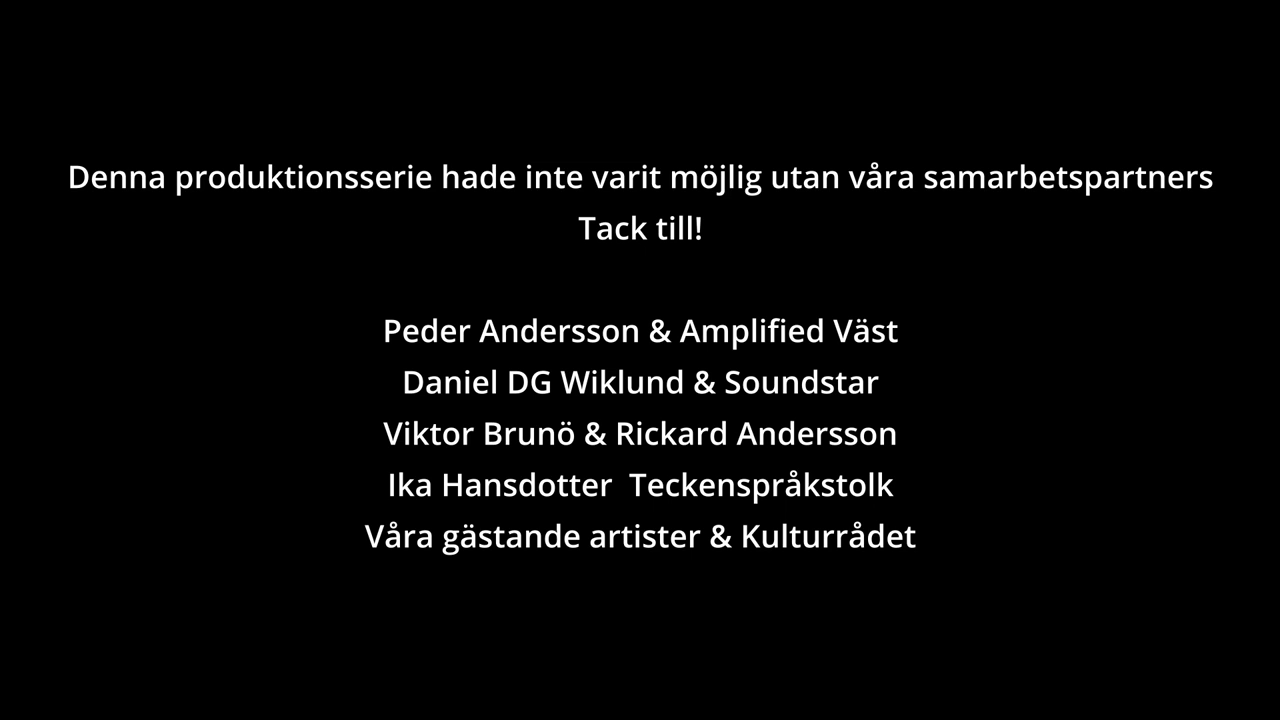 Denna produktionsserie hade inte varit möjlig utan våra samarbetspartners
Tack till!
Peder Andersson & Amplified Väst
Daniel DG Wiklund & Soundstar
Viktor Brunö & Rickard Andersson
Ika Hansdotter  Teckenspråkstolk
Våra gästande artister & Kulturrådet